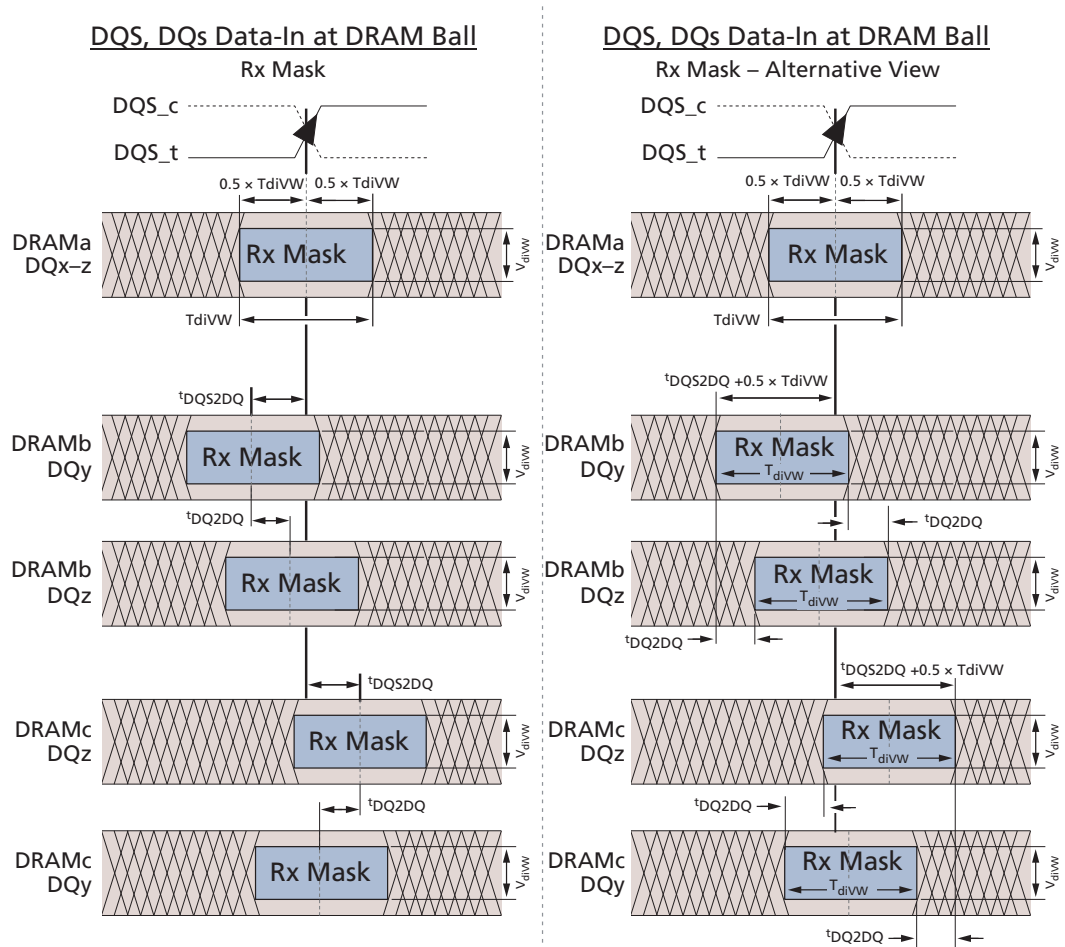 DQS, DQs Data-In at DRAM Ball
Rx Mask
DQS_c
DQS_t
0.5 × TdiVW
0.5 × TdiVW
DRAMa
DQx–z
Rx Mask
VdiVW
TdiVW
tDQS2DQ
DRAMb
DQy
Rx Mask
VdiVW
tDQ2DQ
DRAMb
DQz
Rx Mask
VdiVW
tDQS2DQ
DRAMc
DQz
Rx Mask
VdiVW
tDQ2DQ
DRAMc
DQy
Rx Mask
VdiVW
DQS, DQs Data-In at DRAM Ball
Rx Mask – Alternative View
DQS_c
DQS_t
0.5 × TdiVW
0.5 × TdiVW
DRAMa
DQx–z
Rx Mask
VdiVW
TdiVW
tDQS2DQ +0.5 × TdiVW
DRAMb
DQy
Rx Mask
TdiVW
VdiVW
tDQ2DQ
DRAMb
DQz
Rx Mask
TdiVW
VdiVW
tDQ2DQ
tDQS2DQ +0.5 × TdiVW
DRAMc
DQz
Rx Mask
TdiVW
VdiVW
tDQ2DQ
DRAMc
DQy
Rx Mask
TdiVW
VdiVW
tDQ2DQ